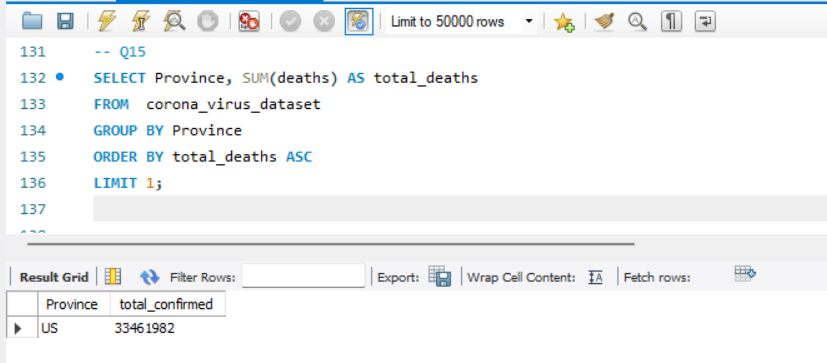 Limit to 50000 rows
131 -- Q15
132 SELECT Province, SUM(deaths) AS total_deaths
133 FROM corona_virus_dataset
134 GROUP BY Province
135 ORDER BY total_deaths ASC
136 LIMIT 1;
137
Result Grid Filter Rows: Export: Wrap Cell Content: Fetch rows:
Province total_confirmed
US 33461982